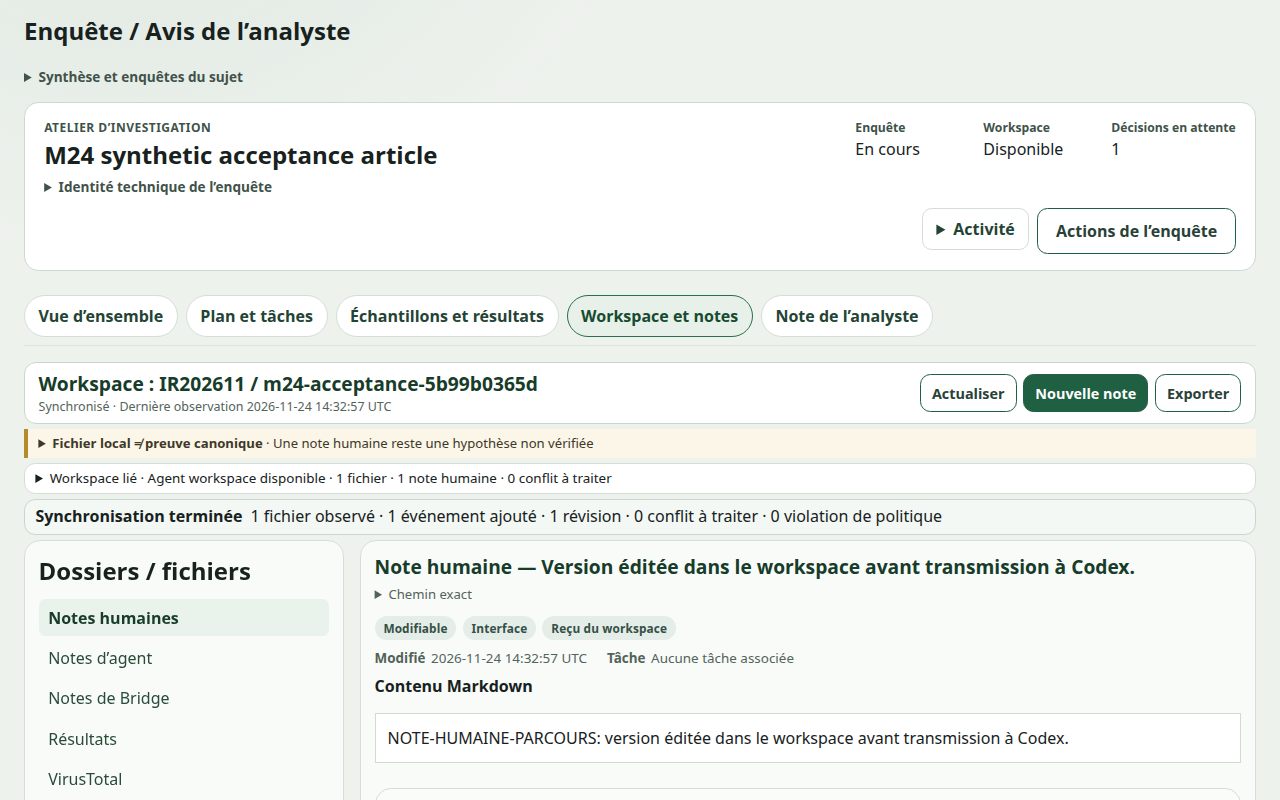 Enquête / Avis de l’analyste
Synthèse et enquêtes du sujet
ATELIER D’INVESTIGATION
M24 synthetic acceptance article
Identité technique de l’enquête
Enquête
En cours
Workspace
Disponible
Décisions en attente
1
Activité
Actions de l’enquête
Vue d’ensemble
Plan et tâches
Échantillons et résultats
Workspace et notes
Note de l’analyste
Workspace : IR202611 / m24-acceptance-5b99b0365d
Synchronisé · Dernière observation 2026-11-24 14:32:57 UTC
Actualiser
Nouvelle note
Exporter
Fichier local ≠ preuve canonique · Une note humaine reste une hypothèse non vérifiée
Workspace lié · Agent workspace disponible · 1 fichier · 1 note humaine · 0 conflit à traiter
Synchronisation terminée 1 fichier observé · 1 événement ajouté · 1 révision · 0 conflit à traiter · 0 violation de politique
Dossiers / fichiers
Notes humaines
Notes d’agent
Notes de Bridge
Résultats
VirusTotal
Note humaine — Version éditée dans le workspace avant transmission à Codex.
Chemin exact
Modifiable
Interface
Reçu du workspace
Modifié 2026-11-24 14:32:57 UTC
Tâche Aucune tâche associée
Contenu Markdown
NOTE-HUMAINE-PARCOURS: version éditée dans le workspace avant transmission à Codex.